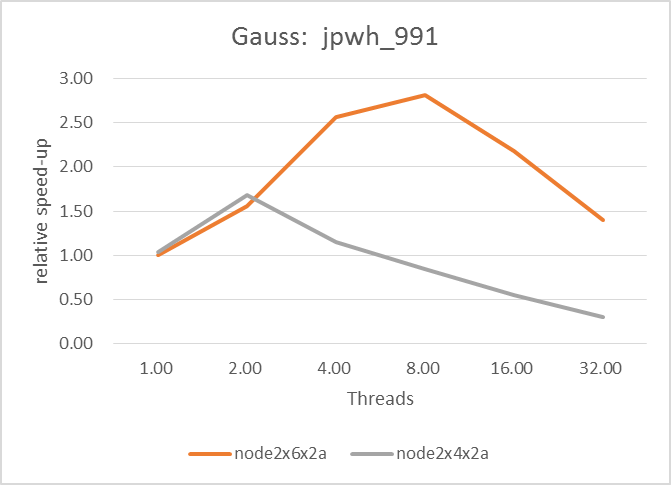 Gauss:  jpwh_991
3.00
2.50
2.00
1.50
1.00
0.50
0.00
relative speed-up
1.00 2.00 4.00 8.00 16.00 32.00
Threads
node2x6x2a node2x4x2a